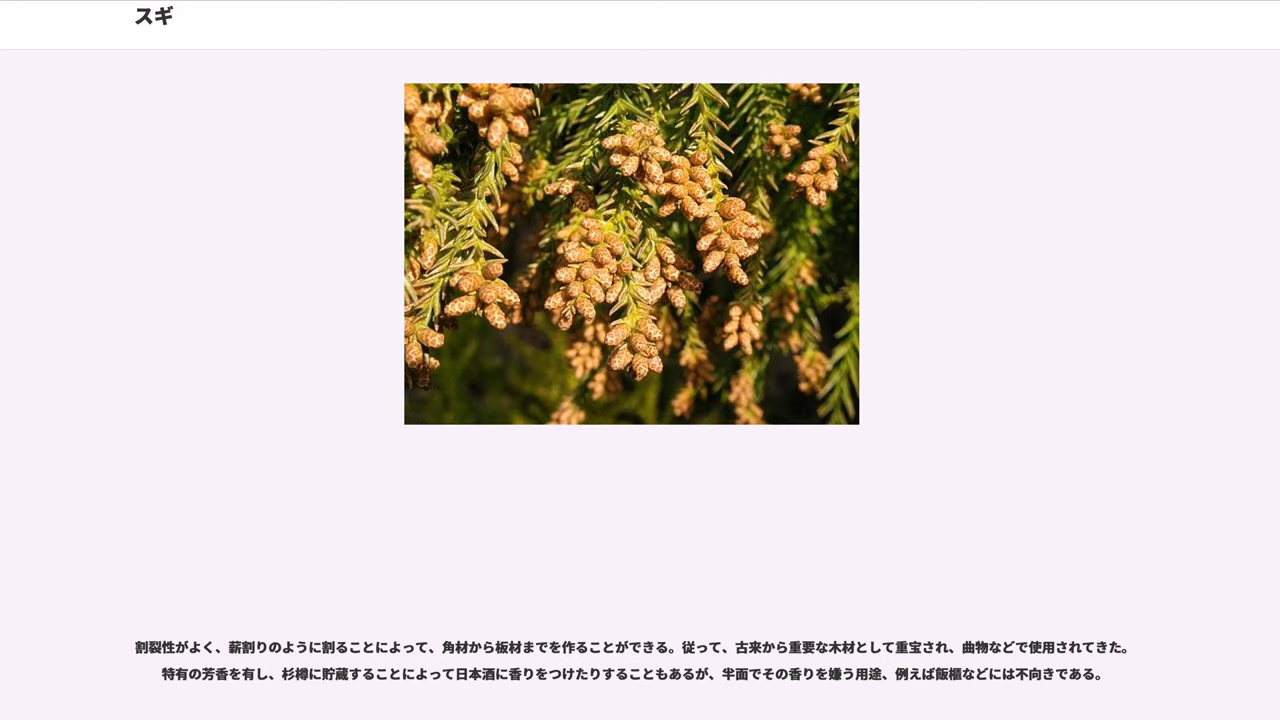 スギ
割裂性がよく、薪割りのように割ることによって、角材から板材までを作ることができる。従って、古来から重要な木材として重宝され、曲物などで使用されてきた。
特有の芳香を有し、杉樽に貯蔵することによって日本酒に香りをつけたりすることもあるが、半面でその香りを嫌う用途、例えば飯櫃などには不向きである。